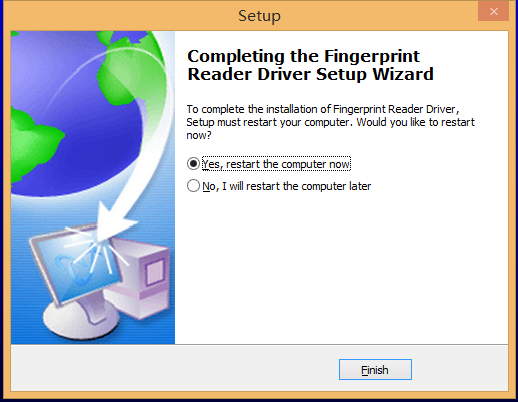 Setup
Completing the Fingerprint
Reader Driver Setup Wizard
To complete the installation of Fingerprint Reader Driver,
Setup must restart your computer. Would you like to restart
now?
Yes, restart the computer now
No, I will restart the computer later
Finish